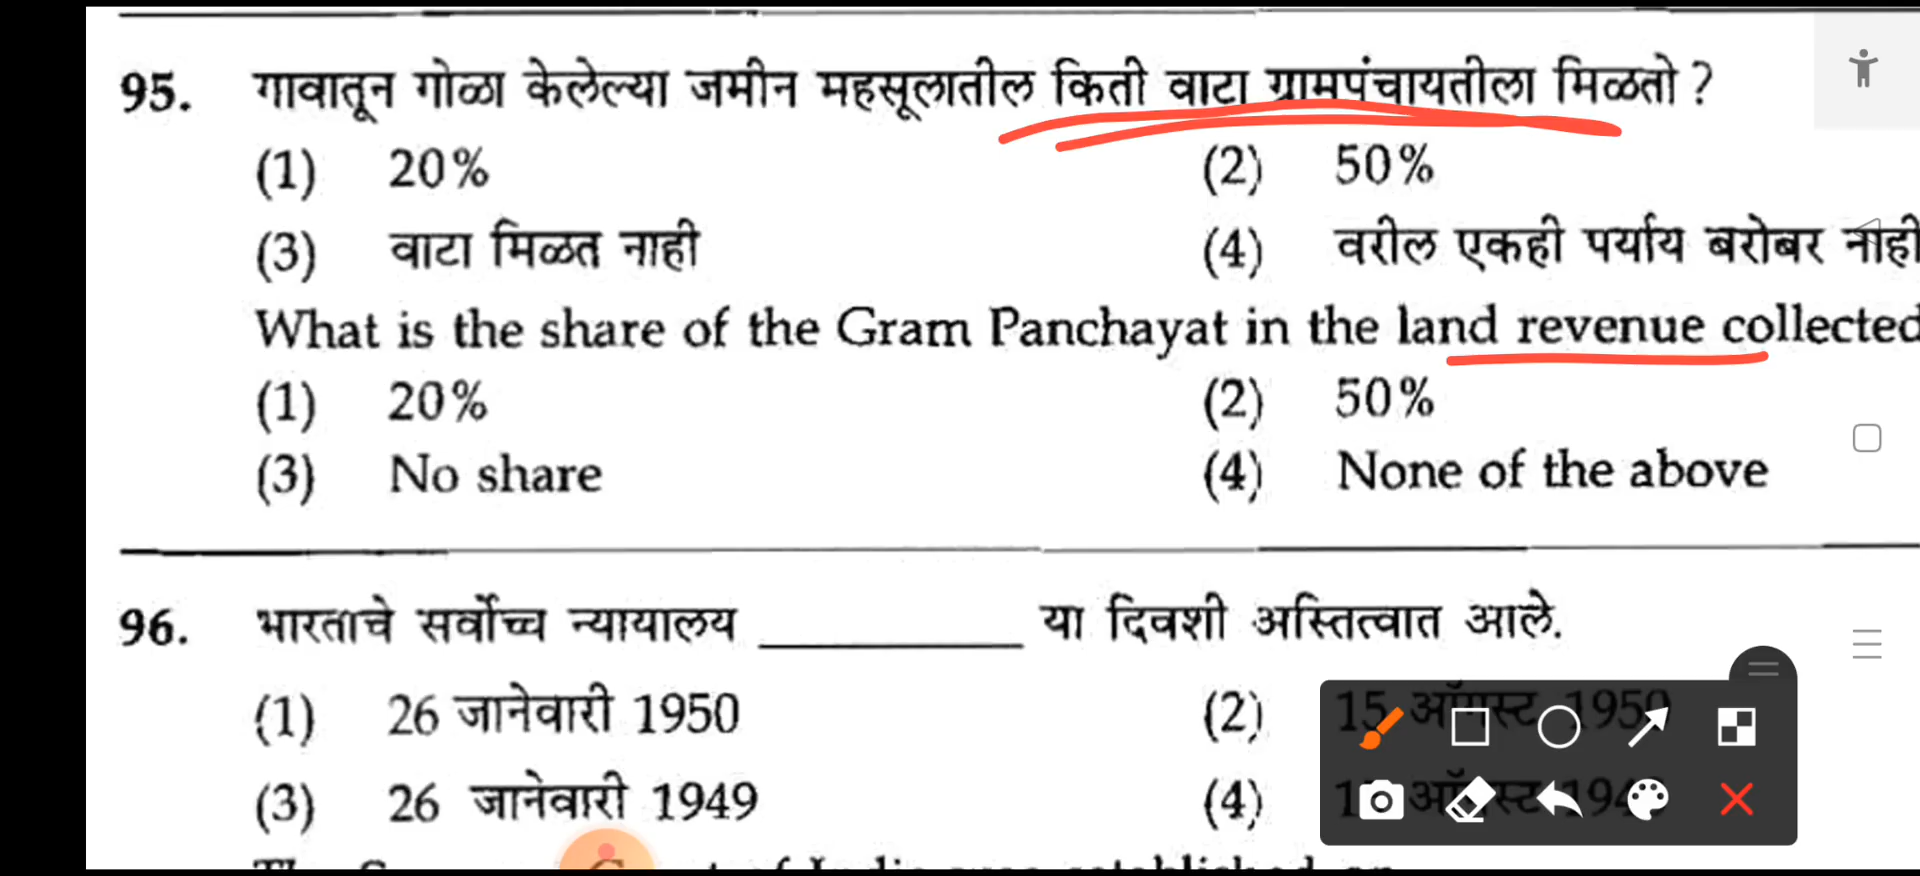 95. गावातून गोळा केलेल्या जमीन महसूलातील किती वाटा ग्रामपंचायतीला मिळतो ?
(1) 20% (2) 50%
(3) वाटा मिळत नाही (4) वरील एकही पर्याय बरोबर नाही
What is the share of the Gram Panchayat in the land revenue collected
(1) 20% (2) 50%
(3) No share (4) None of the above
96. भारताचे सर्वोच्च न्यायालय __________ या दिवशी अस्तित्वात आले.
(1) 26 जानेवारी 1950 (2) 15 ऑगस्ट 1950
(3) 26 जानेवारी 1949 (4)